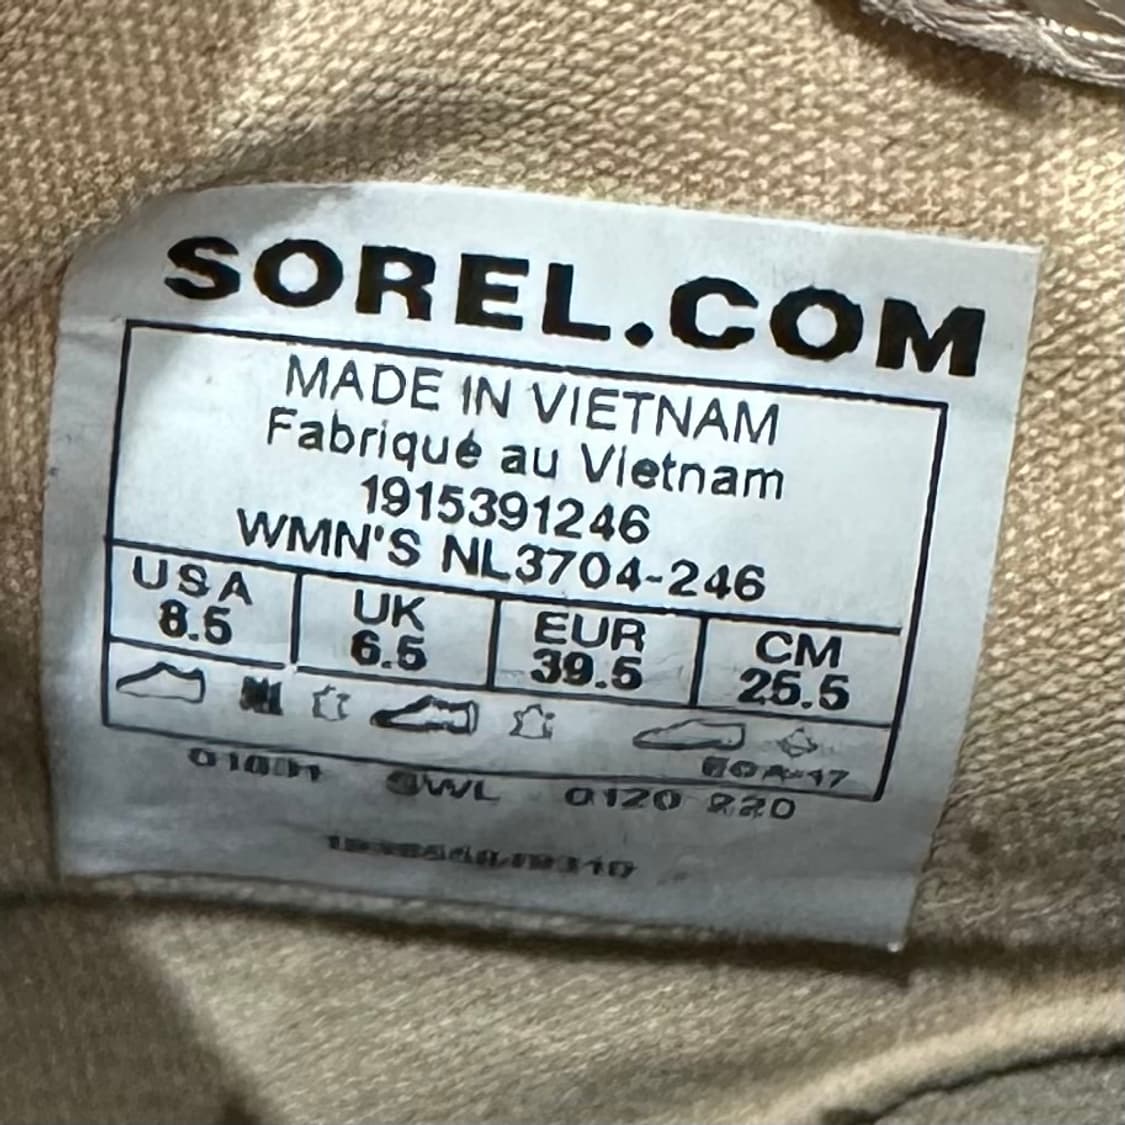 SOREL.COM
MADE IN VIETNAM
Fabriqué au Vietnam
1915391246
WMN'S NL3704-246
USA UK EUR CM
8.5 6.5 39.5 25.5
GWL 0120 220